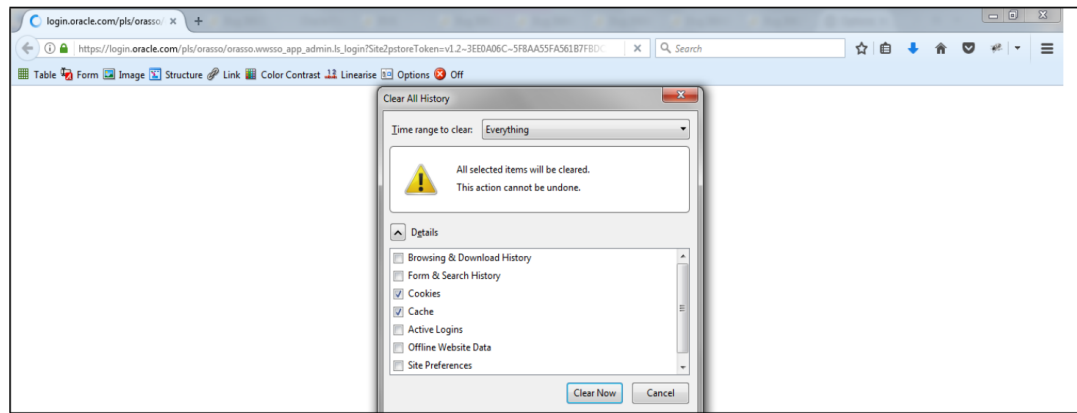 login.oracle.com/pls/orasso/
https://login.oracle.com/pls/orasso/orasso.wwsso_app_admin.ls_login?Site2pstoreToken=v1.2~3EE0A06C~5F8AA55FA561B7FBDC Search
Table Form Image Structure Link Color Contrast Linearise Options Off
Clear All History
Time range to clear: Everything
All selected items will be cleared.
This action cannot be undone.
Details
Browsing & Download History
Form & Search History
Cookies
Cache
Active Logins
Offline Website Data
Site Preferences
Clear Now Cancel